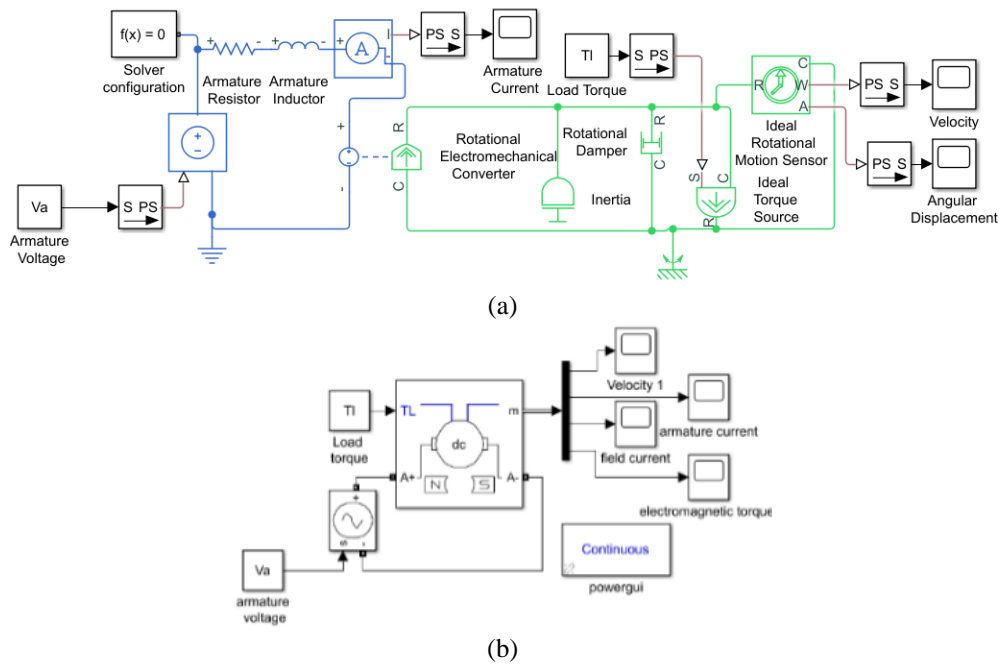 f(x) = 0
Solver
configuration
+ -
Armature
Resistor
+ -
Armature
Inductor
+
A
I
-
PS S
Armature
Current
Tl
Load Torque
S PS
R
C
W
A
Ideal
Rotational
Motion Sensor
PS S
Velocity
PS S
Angular
Displacement
+
-
Va
Armature
Voltage
S PS
+
-
R
C
Rotational
Electromechanical
Converter
Inertia
Rotational
Damper
R
C
S
C
R
Ideal
Torque
Source
(a)
Tl
Load
torque
TL
m
dc
A+
N
S
A-
Velocity 1
armature current
field current
electromagnetic torque
+
s
-
Va
armature
voltage
Continuous
powergui
(b)